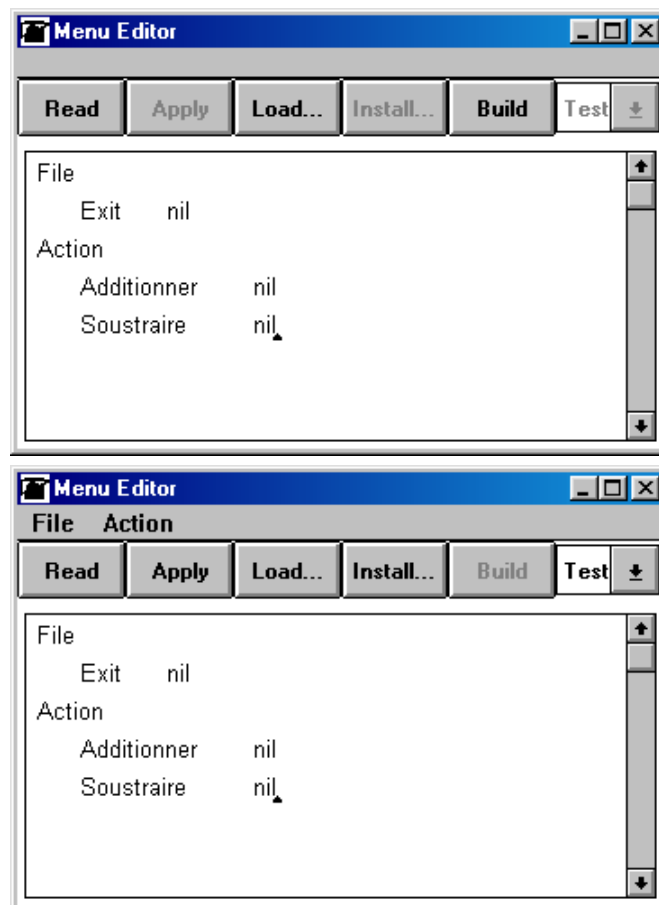 Menu Editor
Read Apply Load... Install... Build Test
File
Exit nil
Action
Additionner nil
Soustraire nil
Menu Editor
File Action
Read Apply Load... Install... Build Test
File
Exit nil
Action
Additionner nil
Soustraire nil